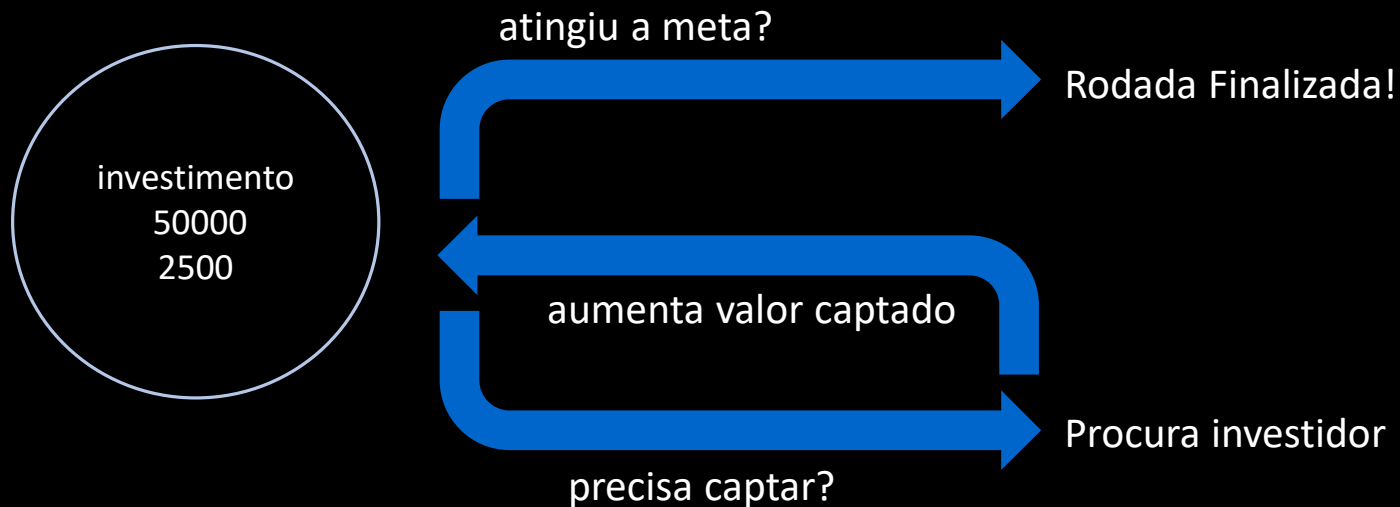 atingiu a meta?
Rodada Finalizada!
investimento
50000
2500
aumenta valor captado
Procura investidor
precisa captar?